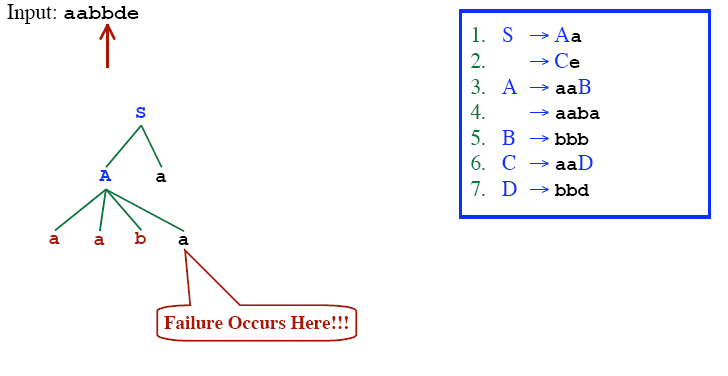 Input: aabbde
S
A a
a a b a
Failure Occurs Here!!!
1. S → Aa
2. → Ce
3. A → aaB
4. → aaba
5. B → bbb
6. C → aaD
7. D → bbd